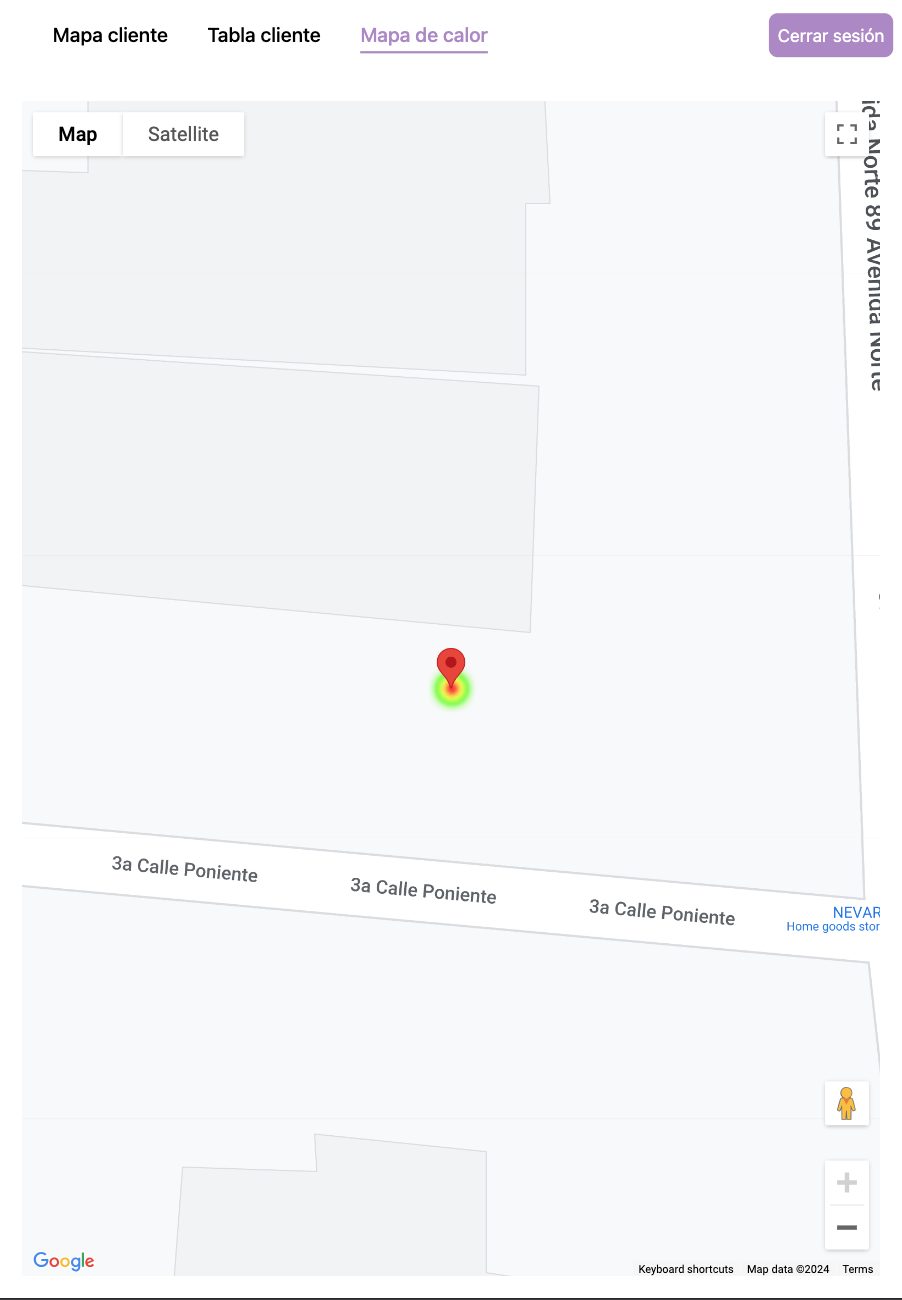 Mapa cliente
Tabla cliente
Mapa de calor
Cerrar sesión
Map
Satellite
Norte 89 Avenida Norte
3a Calle Poniente
3a Calle Poniente
3a Calle Poniente
NEVAR
Home goods stor
Google
Keyboard shortcuts
Map data ©2024
Terms